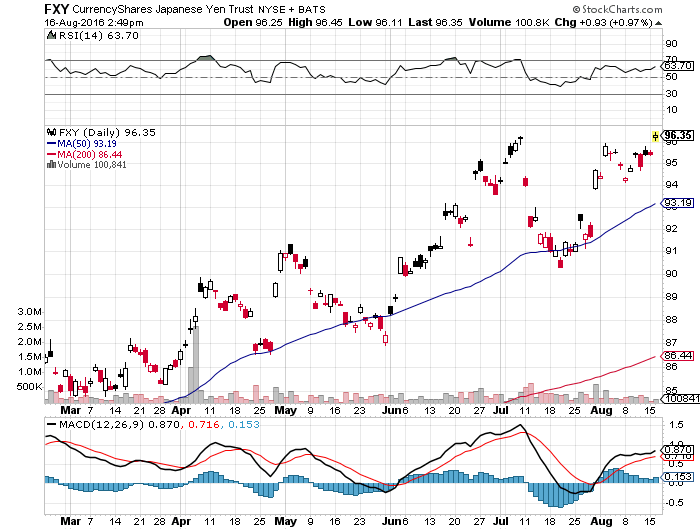 FXY CurrencyShares Japanese Yen Trust NYSE + BATS
© StockCharts.com
16-Aug-2016 2:49pm
Open 96.25 High 96.45 Low 96.11 Last 96.35 Volume 100.8K Chg +0.93 (+0.97%)
RSI(14) 63.70
90
70
63.70
50
30
10
FXY (Daily) 96.35
MA(50) 93.19
MA(200) 86.44
Volume 100,841
96.35
96
95
94
93.19
92
91
90
89
88
87
86.44
86
85
100841
3.0M
2.5M
2.0M
1.5M
1.0M
500K
Mar 7 14 21 28 Apr 11 18 25 May 9 16 23 Jun 6 13 20 27 Jul 11 18 25 Aug 8 15
MACD(12,26,9) 0.870, 0.716, 0.153
1.5
1.0
0.870
0.5
0.153
-0.5
Mar 7 14 21 28 Apr 11 18 25 May 9 16 23 Jun 6 13 20 27 Jul 11 18 25 Aug 8 15